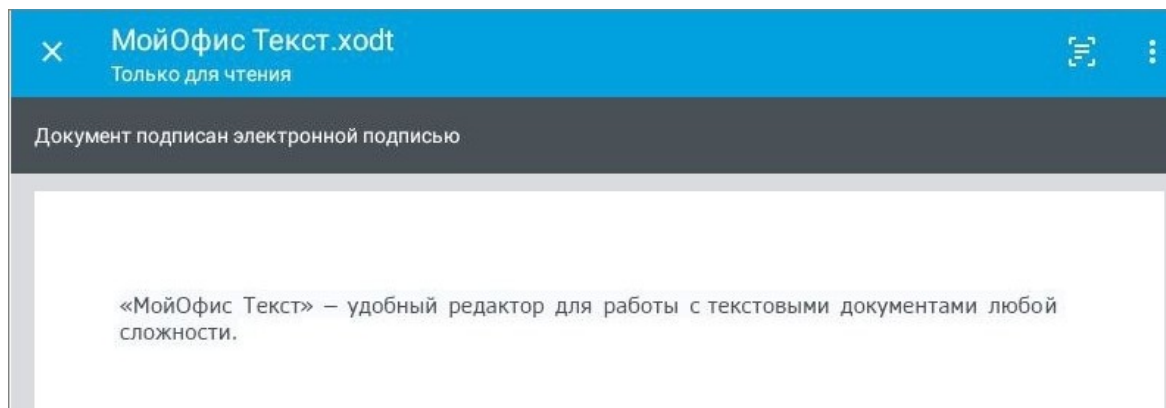 МойОфис Текст.xodt
Только для чтения
Документ подписан электронной подписью
«МойОфис Текст» – удобный редактор для работы с текстовыми документами любой
сложности.